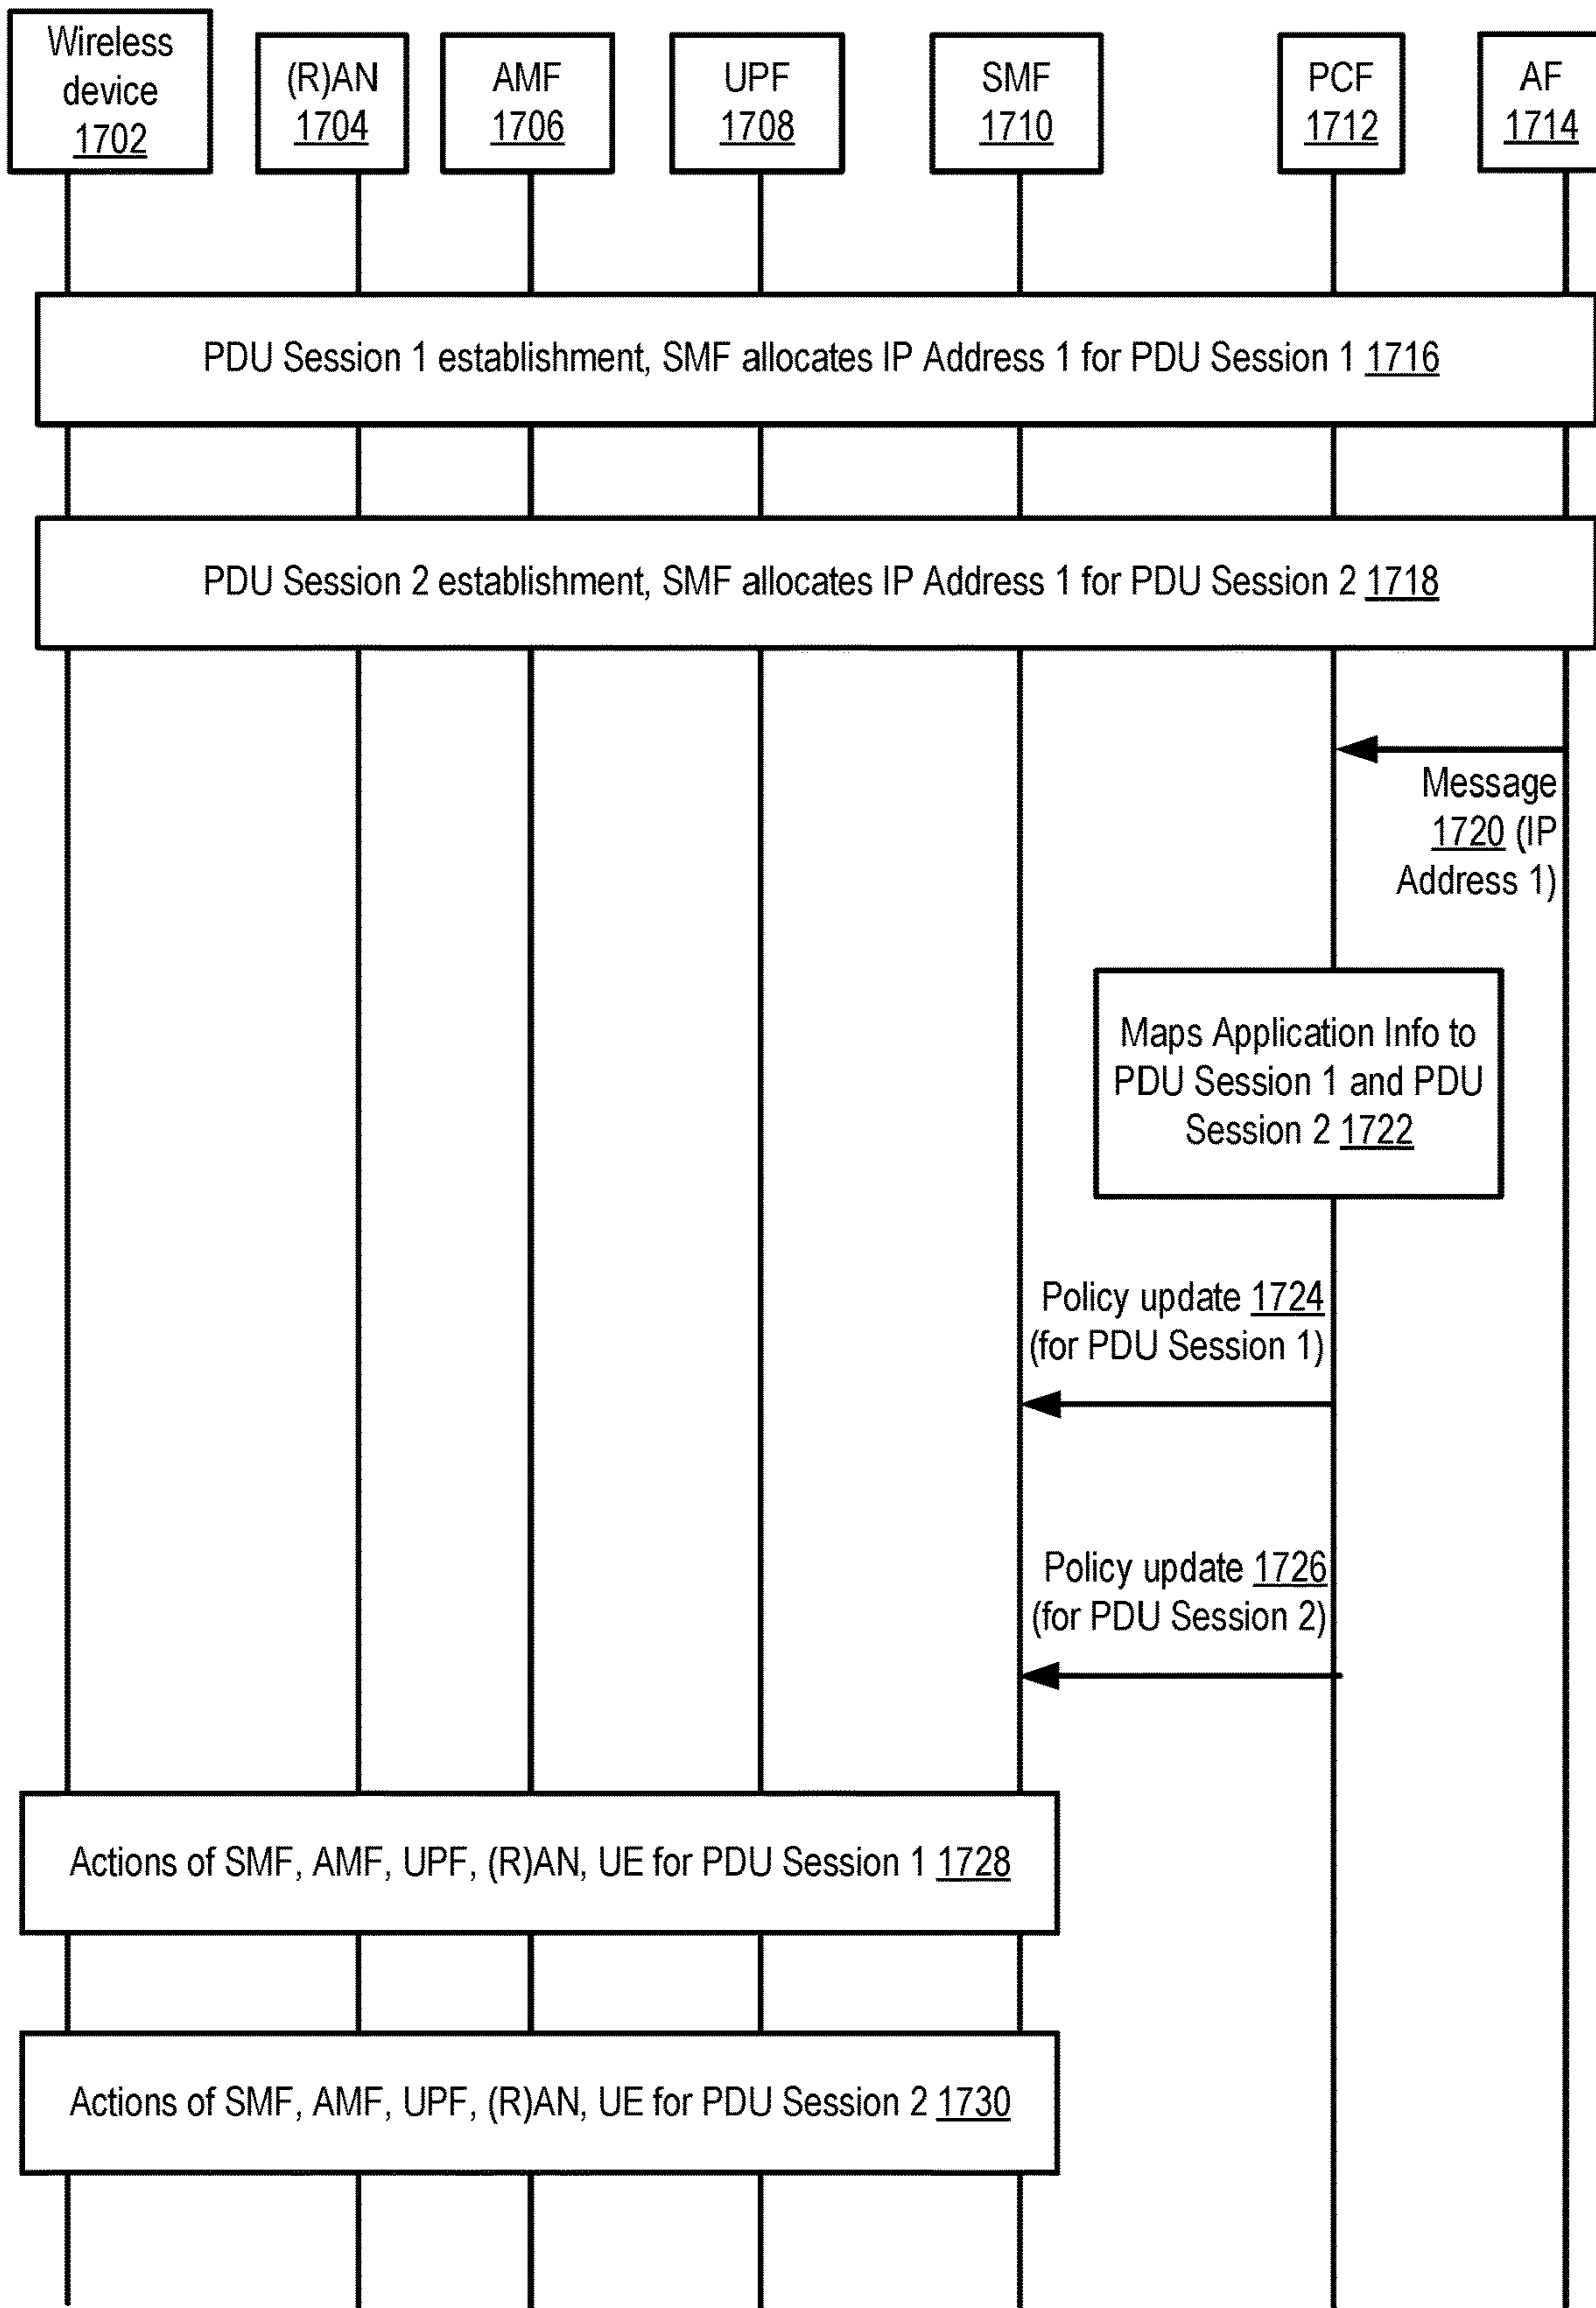 Wireless
device
1702
(R)AN
1704
AMF
1706
UPF
1708
SMF
1710
PCF
1712
AF
1714
PDU Session 1 establishment, SMF allocates IP Address 1 for PDU Session 1 1716
PDU Session 2 establishment, SMF allocates IP Address 1 for PDU Session 2 1718
Message
1720 (IP
Address 1)
Maps Application Info to
PDU Session 1 and PDU
Session 2 1722
Policy update 1724
(for PDU Session 1)
Policy update 1726
(for PDU Session 2)
Actions of SMF, AMF, UPF, (R)AN, UE for PDU Session 1 1728
Actions of SMF, AMF, UPF, (R)AN, UE for PDU Session 2 1730